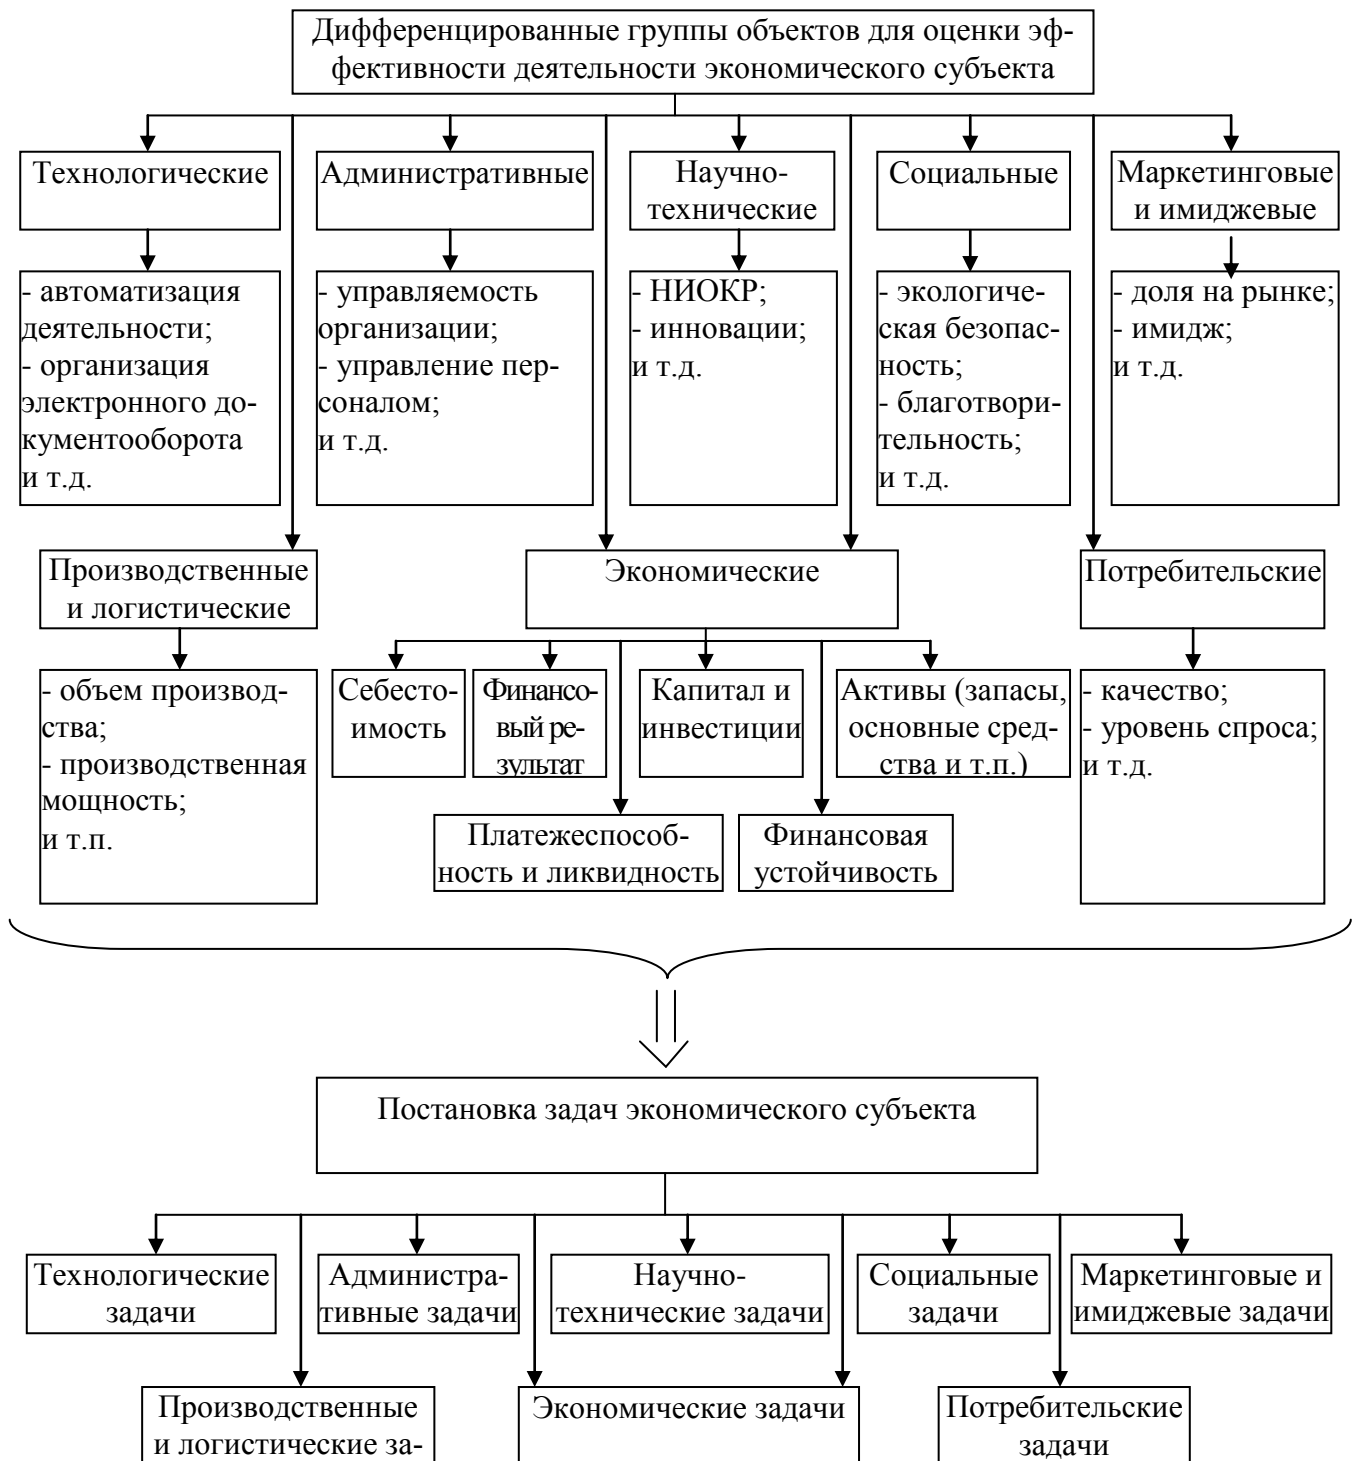 Дифференцированные группы объектов для оценки эф-
фективности деятельности экономического субъекта
Технологические
Административные
Научно-
технические
Социальные
Маркетинговые
и имиджевые
- автоматизация
деятельности;
- организация
электронного до-
кументооборота
и т.д.
- управляемость
организации;
- управление пер-
соналом;
и т.д.
- НИОКР;
- инновации;
и т.д.
- экологиче-
ская безопас-
ность;
- благотвори-
тельность;
и т.д.
- доля на рынке;
- имидж;
и т.д.
Производственные
и логистические
Экономические
Потребительские
- объем производ-
ства;
- производственная
мощность;
и т.п.
Себесто-
имость
Финансо-
вый ре-
зультат
Капитал и
инвестиции
Активы (запасы,
основные сред-
ства и т.п.)
- качество;
- уровень спроса;
и т.д.
Платежеспособ-
ность и ликвидность
Финансовая
устойчивость
Постановка задач экономического субъекта
Технологические
задачи
Администра-
тивные задачи
Научно-
технические задачи
Социальные
задачи
Маркетинговые и
имиджевые задачи
Производственные
и логистические за-
Экономические задачи
Потребительские
задачи